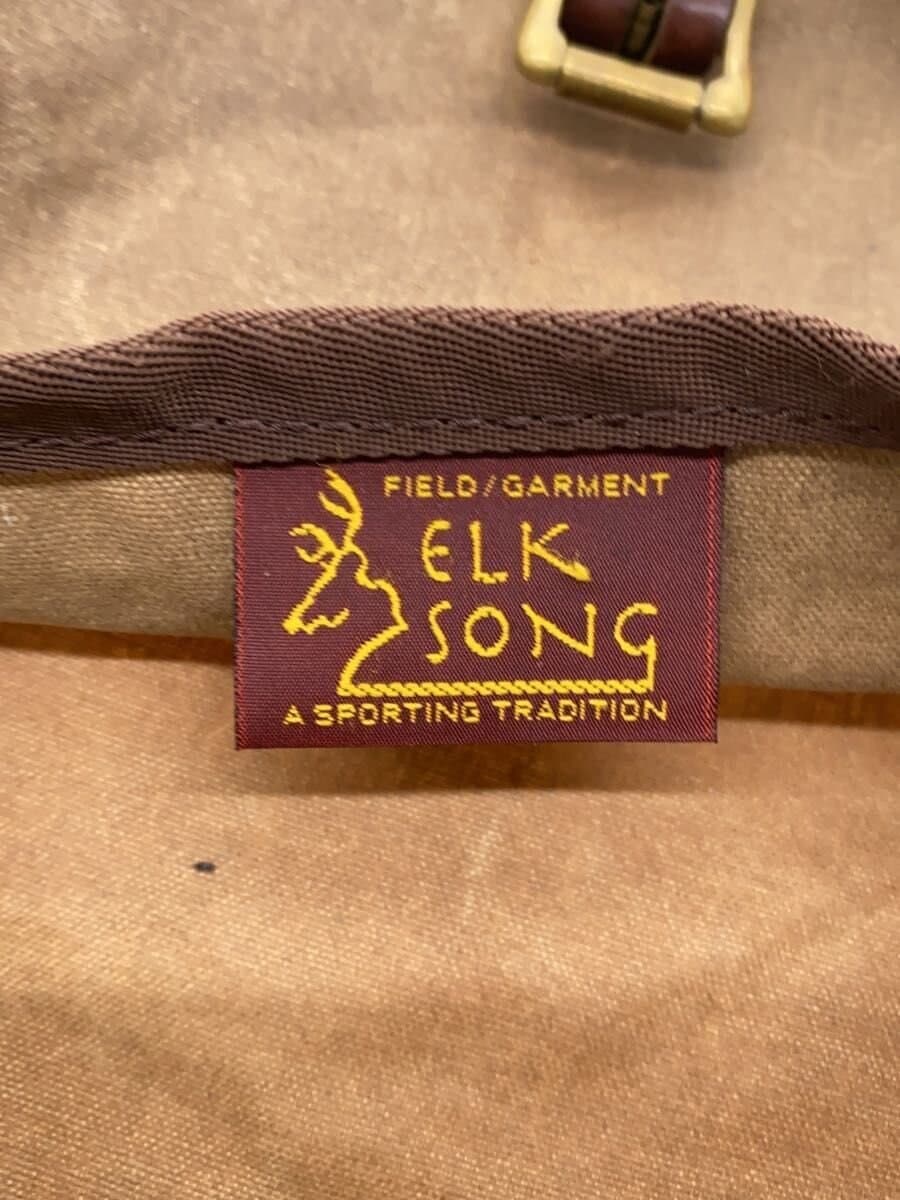 FIELD/GARMENT
ELK
SONG
A SPORTING TRADITION